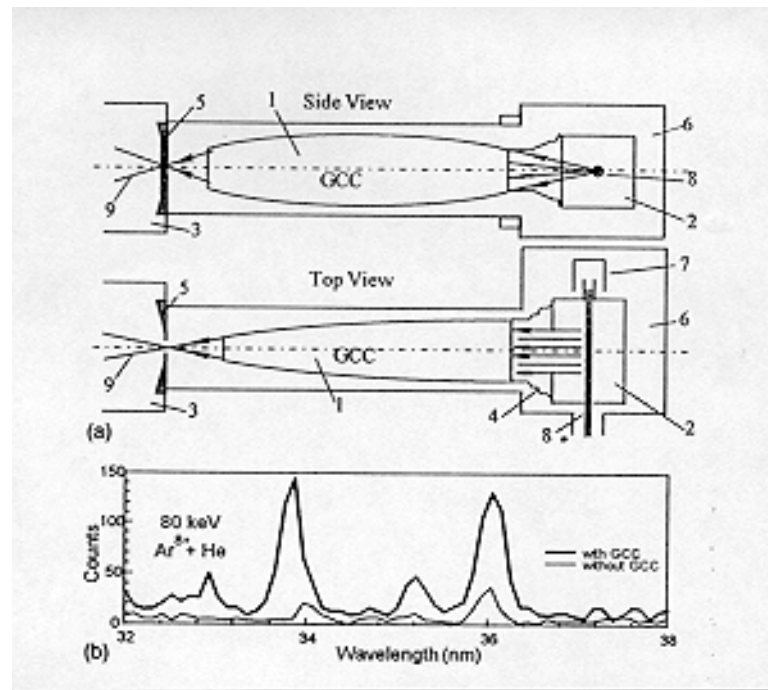 Side View
1
5
6
GCC
9
3
8
2
Top View
7
5
6
GCC
9
3
1
4
8
2
(a)
150
100
50
0
Counts
80 keV
Ar8+ + He
with GCC
without GCC
32
34
36
38
Wavelength (nm)
(b)